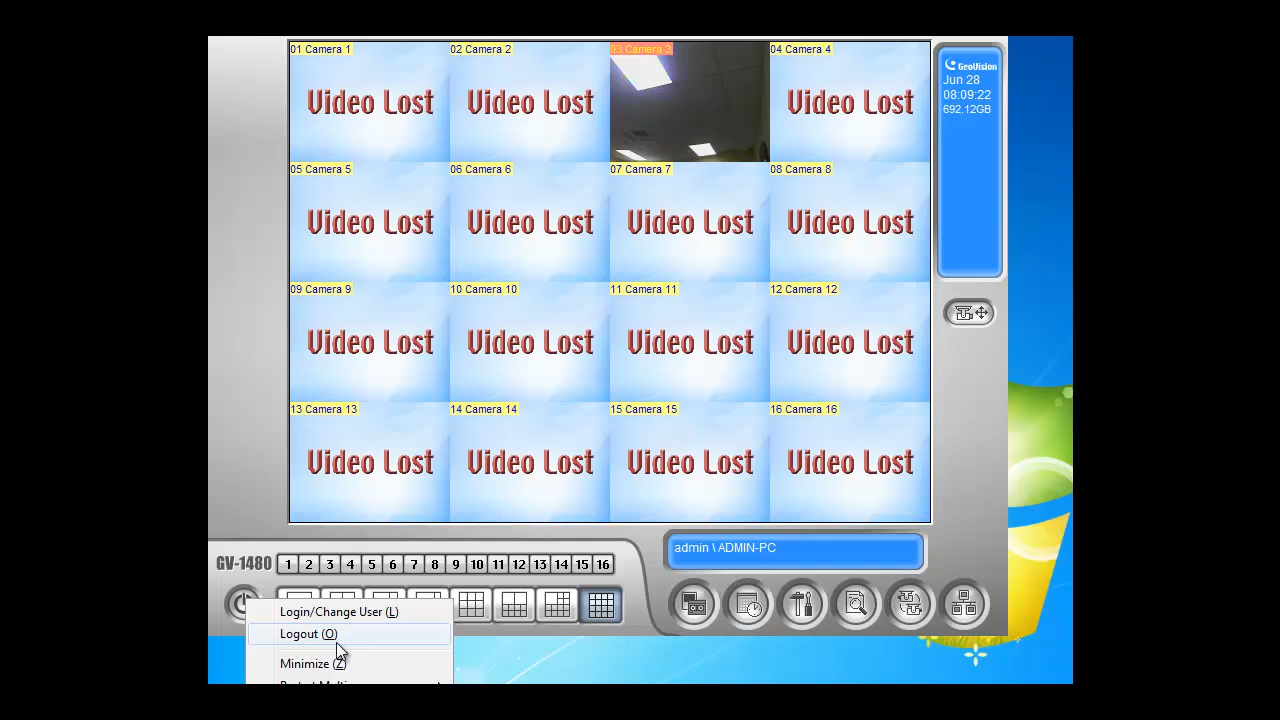 01 Camera 1
02 Camera 2
03 Camera 3
04 Camera 4
Video Lost
Video Lost
Video Lost
GeoVision
Jun 28
08:09:22
692.12GB
05 Camera 5
06 Camera 6
07 Camera 7
08 Camera 8
Video Lost
Video Lost
Video Lost
Video Lost
09 Camera 9
10 Camera 10
11 Camera 11
12 Camera 12
Video Lost
Video Lost
Video Lost
Video Lost
13 Camera 13
14 Camera 14
15 Camera 15
16 Camera 16
Video Lost
Video Lost
Video Lost
Video Lost
admin \ ADMIN-PC
GV-1480
1 2 3 4 5 6 7 8 9 10 11 12 13 14 15 16
Login/Change User (L)
Logout (O)
Minimize (Z)